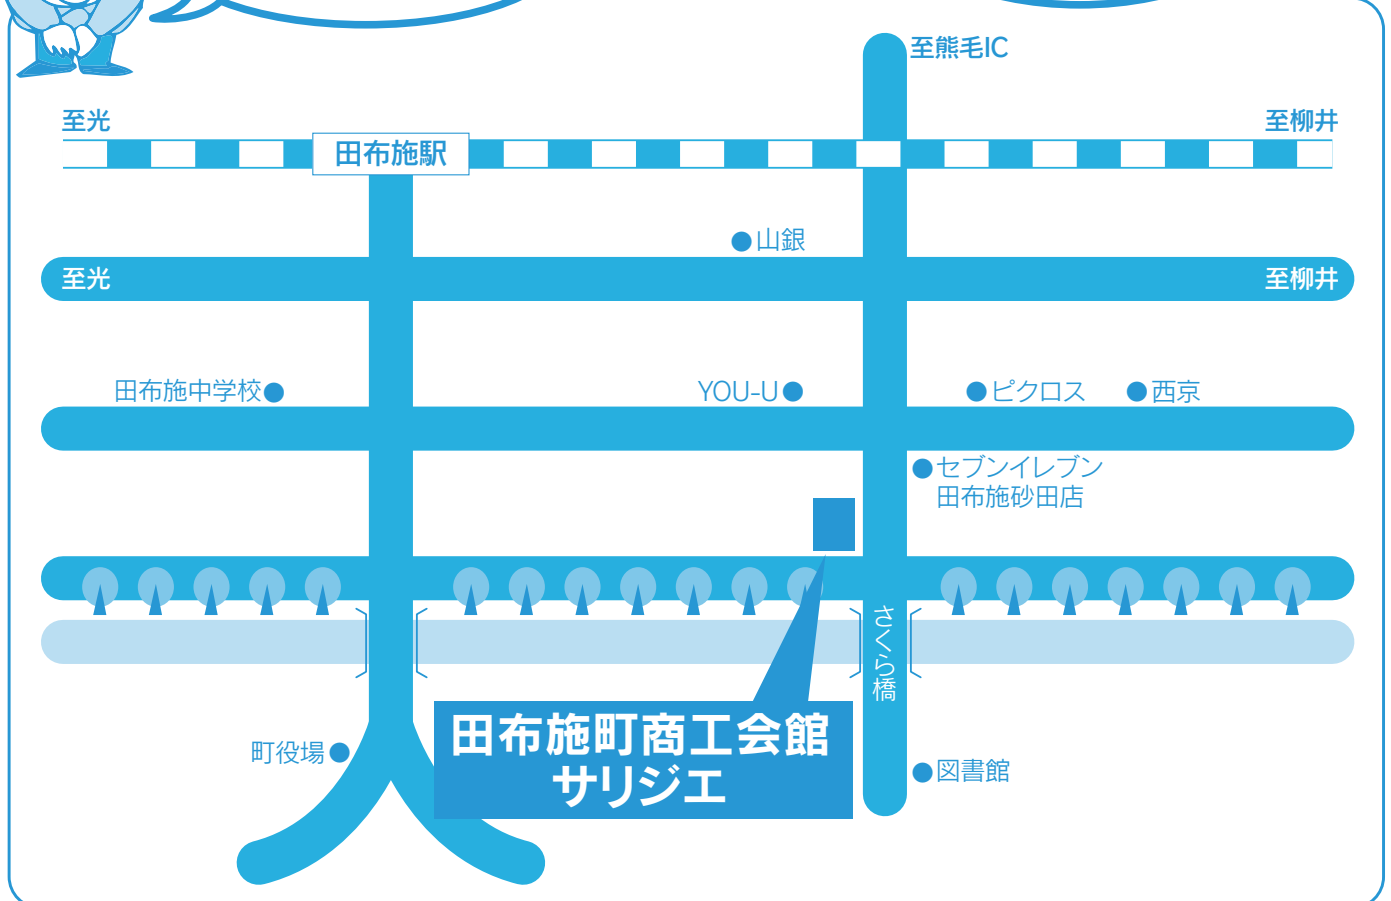 至熊毛IC
至光
至柳井
田布施駅
山銀
至光
至柳井
田布施中学校
YOU-U
ピクロス
西京
セブンイレブン
田布施砂田店
さくら橋
田布施町商工会館
サリジエ
町役場
図書館